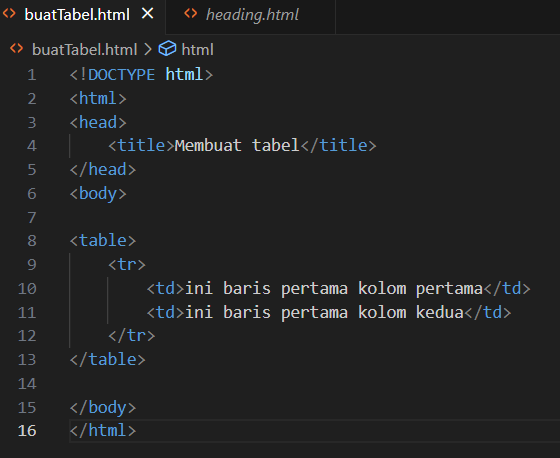 buatTabel.html × heading.html
buatTabel.html > html
1 <!DOCTYPE html>
2 <html>
3 <head>
4     <title>Membuat tabel</title>
5 </head>
6 <body>
7
8 <table>
9     <tr>
10         <td>ini baris pertama kolom pertama</td>
11         <td>ini baris pertama kolom kedua</td>
12     </tr>
13 </table>
14
15 </body>
16 </html>